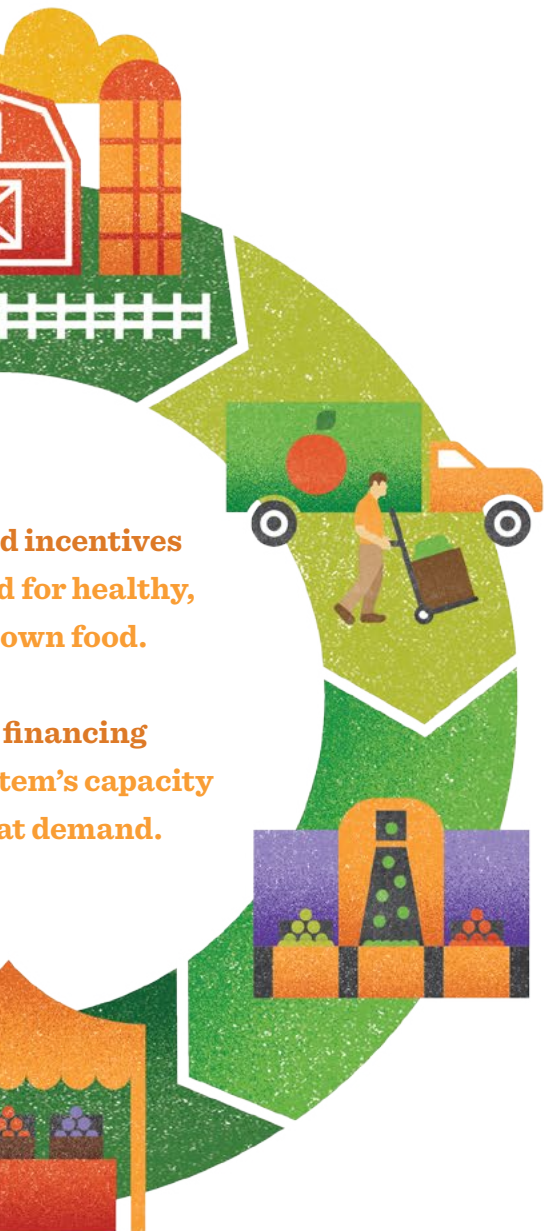 d incentives
d for healthy,
own food.
financing
tem’s capacity
at demand.